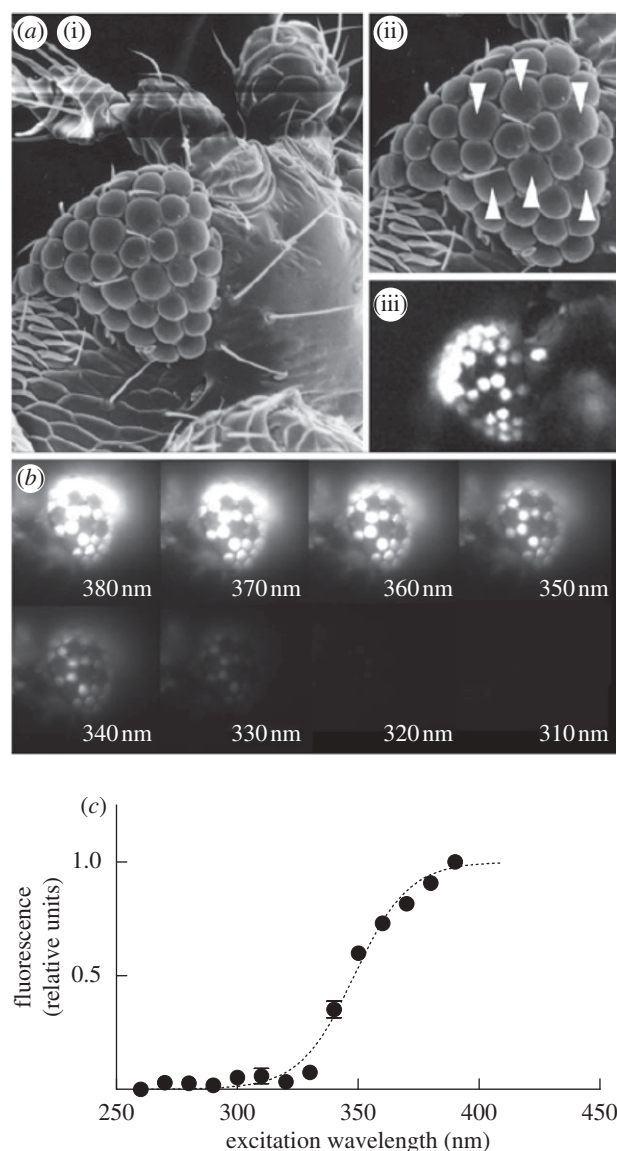 (a) (i)
(ii)
(iii)
(b)
380 nm 370 nm 360 nm 350 nm
340 nm 330 nm 320 nm 310 nm
(c)
1.0
0.5
fluorescence
(relative units)
250 300 350 400 450
excitation wavelength (nm)